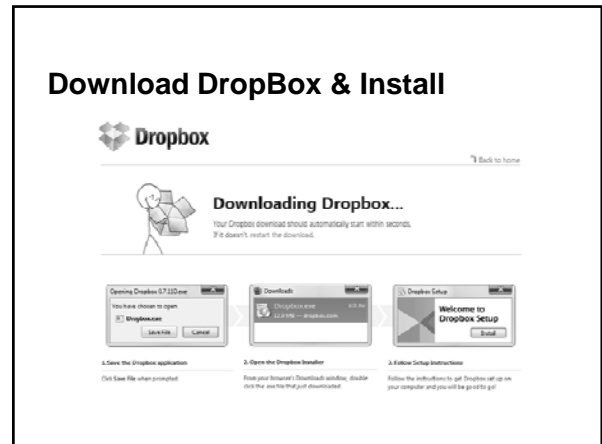 Download DropBox & Install
Dropbox
Back to home
Downloading Dropbox...
Your Dropbox download should automatically start within seconds.
If it doesn't, restart the download.
Opening Dropbox 0.7.110.exe
You have chosen to open
Dropbox.exe
Save File Cancel
Downloads
Dropbox.exe
dropbox.com
Dropbox Setup
Welcome to
Dropbox Setup
Install
1. Save the Dropbox application
Click Save File when prompted.
2. Open the Dropbox Installer
From your browser's Downloads window, double
click the .exe file that just downloaded.
3. Follow Setup Instructions
Follow the instructions to get Dropbox set up on
your computer and you will be good to go!